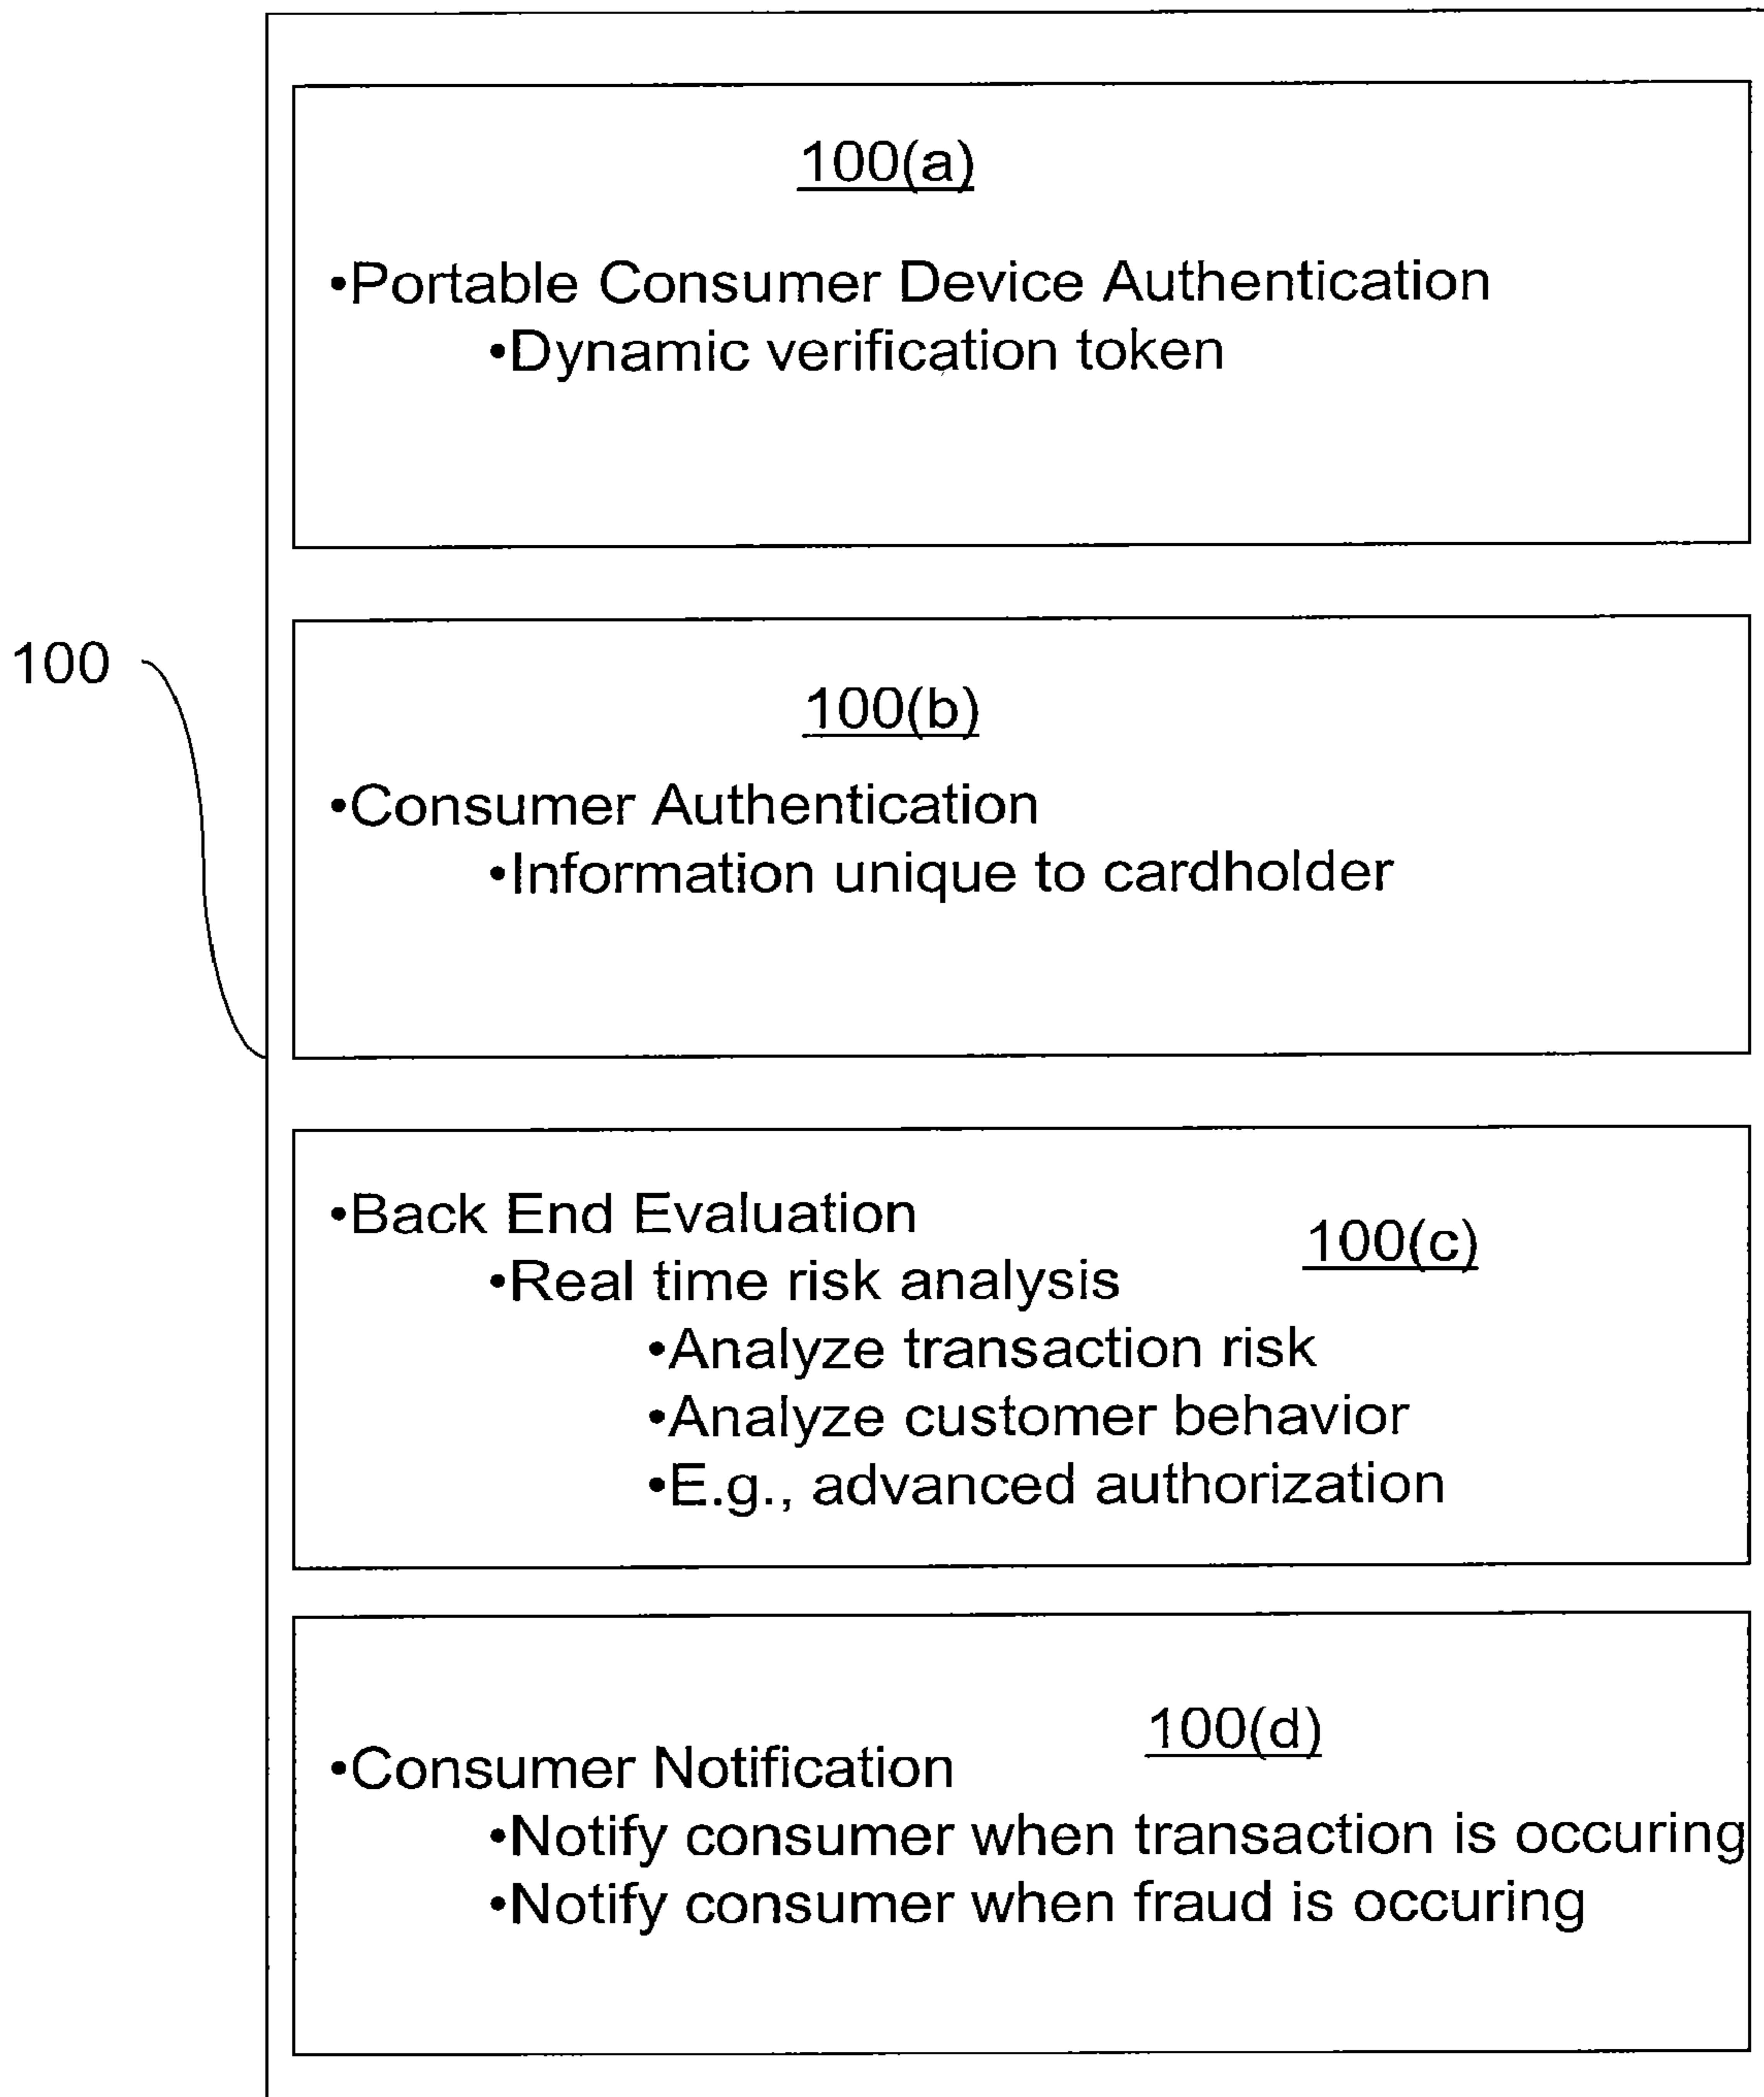 100(a)
•Portable Consumer Device Authentication
•Dynamic verification token
100
100(b)
•Consumer Authentication
•Information unique to cardholder
•Back End Evaluation
100(c)
•Real time risk analysis
•Analyze transaction risk
•Analyze customer behavior
•E.g., advanced authorization
100(d)
•Consumer Notification
•Notify consumer when transaction is occuring
•Notify consumer when fraud is occuring